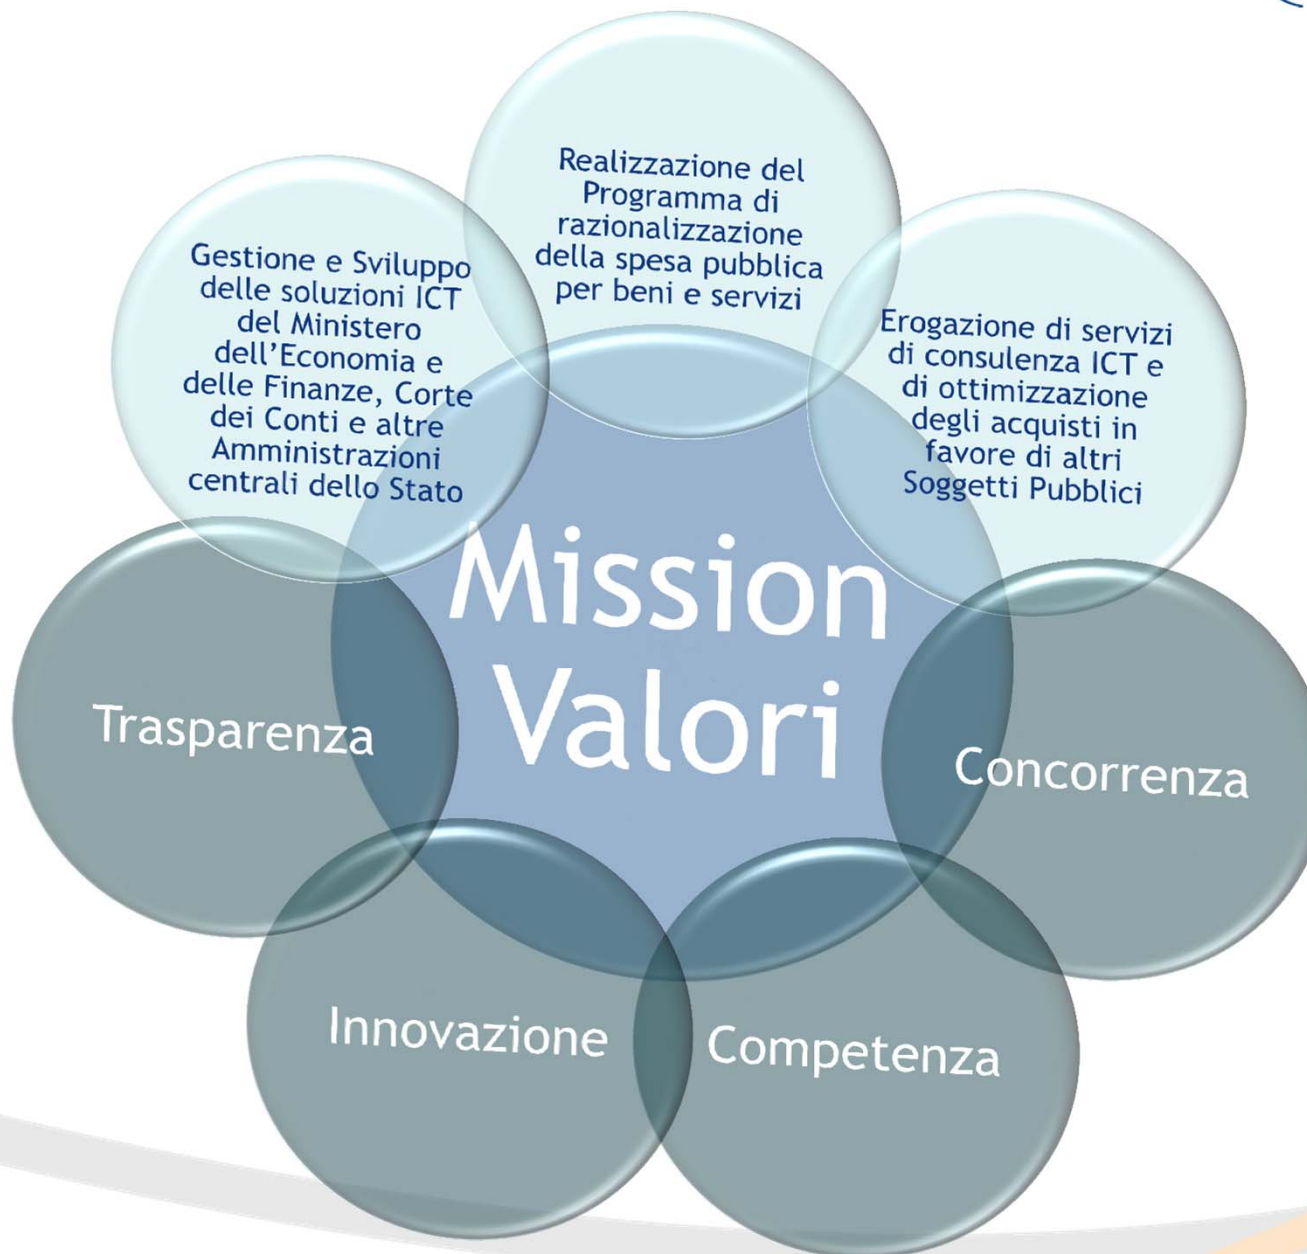 Realizzazione del
Programma di
razionalizzazione
della spesa pubblica
per beni e servizi
Gestione e Sviluppo
delle soluzioni ICT
del Ministero
dell’Economia e
delle Finanze, Corte
dei Conti e altre
Amministrazioni
centrali dello Stato
Erogazione di servizi
di consulenza ICT e
di ottimizzazione
degli acquisti in
favore di altri
Soggetti Pubblici
Mission
Valori
Trasparenza
Concorrenza
Innovazione
Competenza